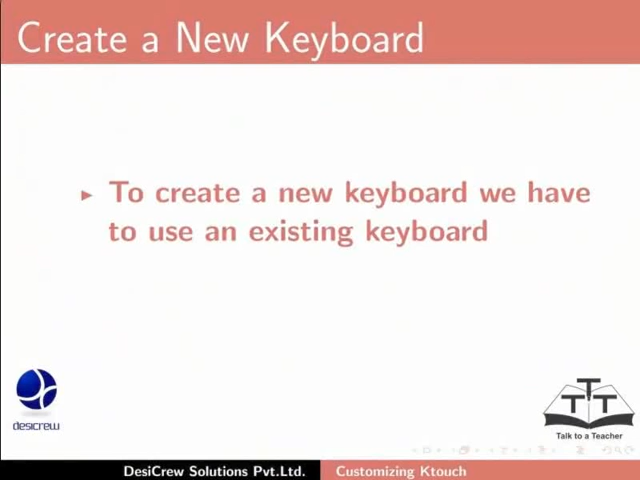 Create a New Keyboard
To create a new keyboard we have
to use an existing keyboard
desicrew
TTT
Talk to a Teacher
DesiCrew Solutions Pvt.Ltd.
Customizing Ktouch